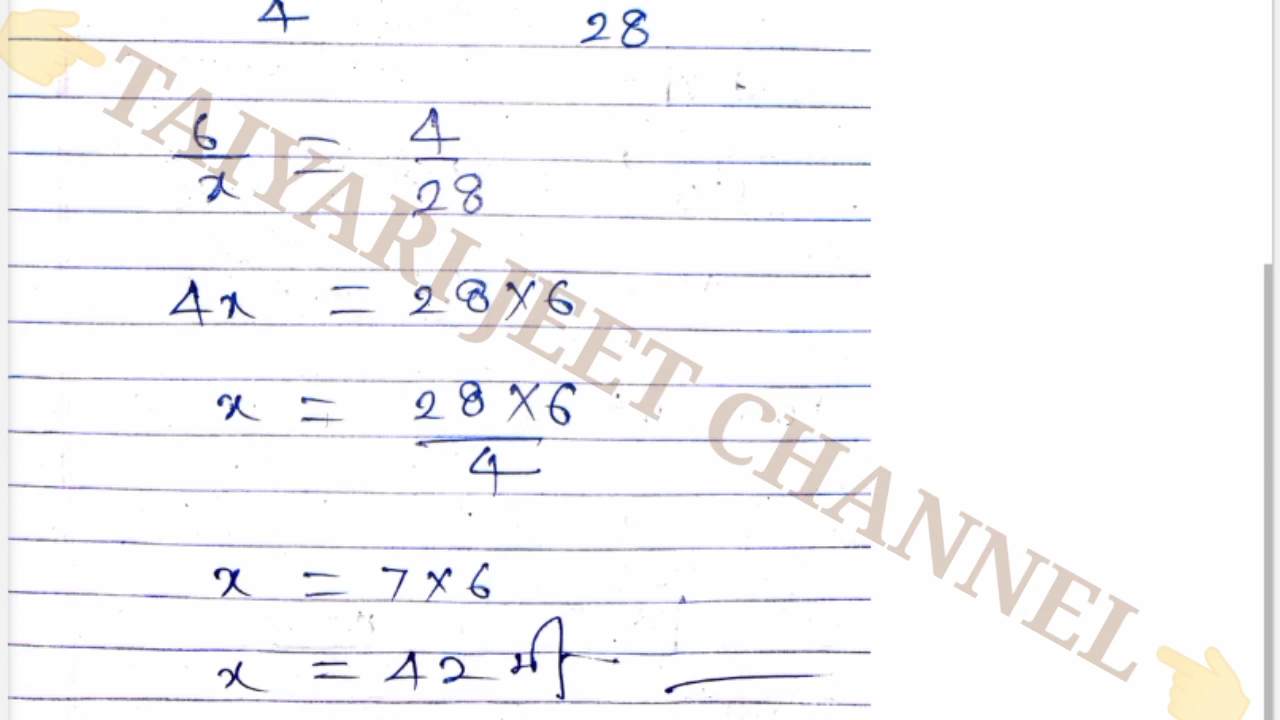 4 28
6/x = 4/28
4x = 28×6
x = 28×6/4
x = 7×6
x = 42 मी.
TAIYARI JEET CHANNEL